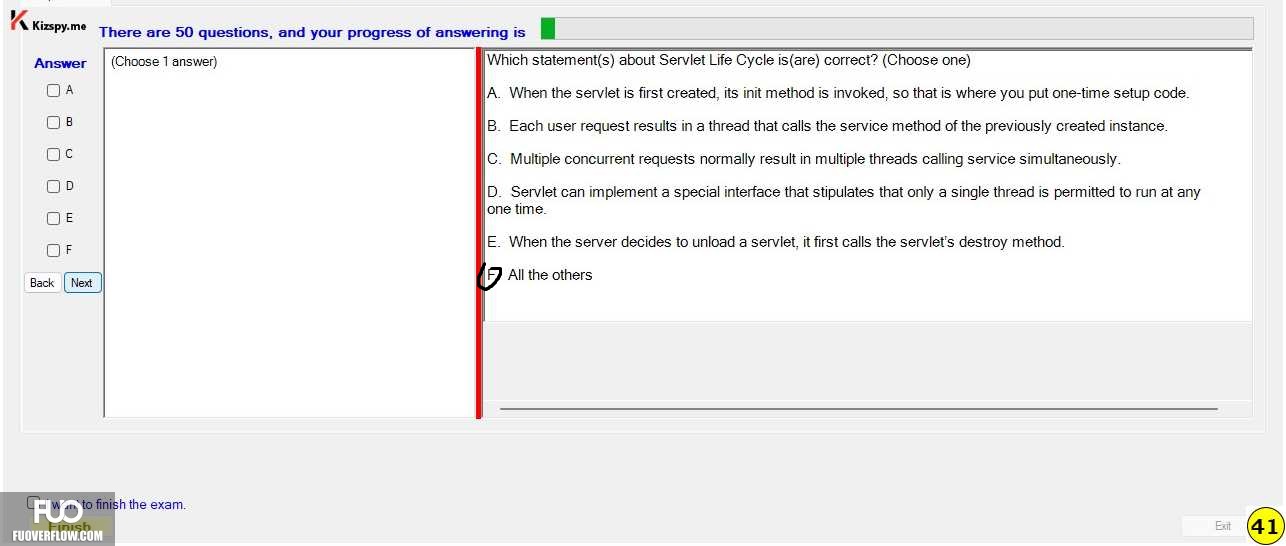 Kizspy.me
There are 50 questions, and your progress of answering is
Answer
(Choose 1 answer)
A
B
C
D
E
F
Back
Next
Which statement(s) about Servlet Life Cycle is(are) correct? (Choose one)
A. When the servlet is first created, its init method is invoked, so that is where you put one-time setup code.
B. Each user request results in a thread that calls the service method of the previously created instance.
C. Multiple concurrent requests normally result in multiple threads calling service simultaneously.
D. Servlet can implement a special interface that stipulates that only a single thread is permitted to run at any
one time.
E. When the server decides to unload a servlet, it first calls the servlet's destroy method.
F. All the others
I want to finish the exam.
Finish
FUO
FUOVERFLOW.COM
Exit
41